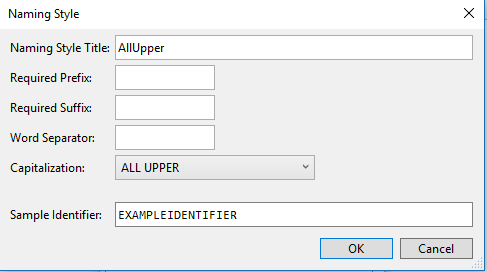 Naming Style
Naming Style Title: AllUpper
Required Prefix:
Required Suffix:
Word Separator:
Capitalization: ALL UPPER
Sample Identifier: EXAMPLEIDENTIFIER
OK Cancel